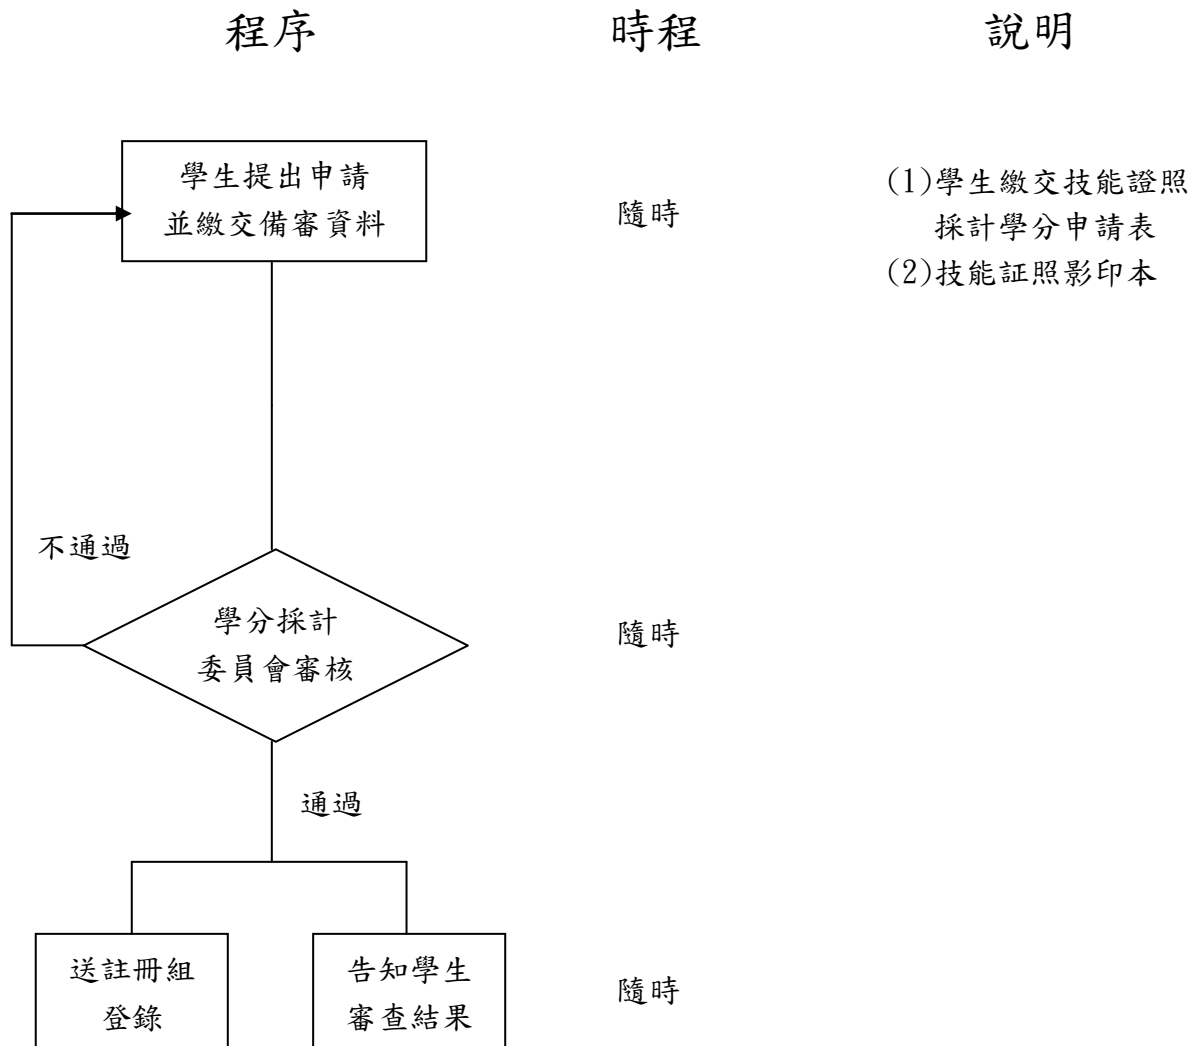 程序
時程
說明
學生提出申請
並繳交備審資料
隨時
(1)學生繳交技能證照
採計學分申請表
(2)技能証照影印本
不通過
學分採計
委員會審核
隨時
通過
送註冊組
登錄
告知學生
審查結果
隨時